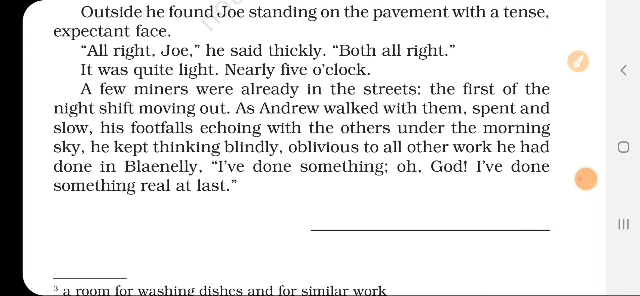 Outside he found Joe standing on the pavement with a tense,
expectant face.
“All right, Joe,” he said thickly. “Both all right.”
It was quite light. Nearly five o’clock.
A few miners were already in the streets: the first of the
night shift moving out. As Andrew walked with them, spent and
slow, his footfalls echoing with the others under the morning
sky, he kept thinking blindly, oblivious to all other work he had
done in Blaenelly, “I’ve done something; oh, God! I’ve done
something real at last.”
3 a room for washing dishes and for similar work